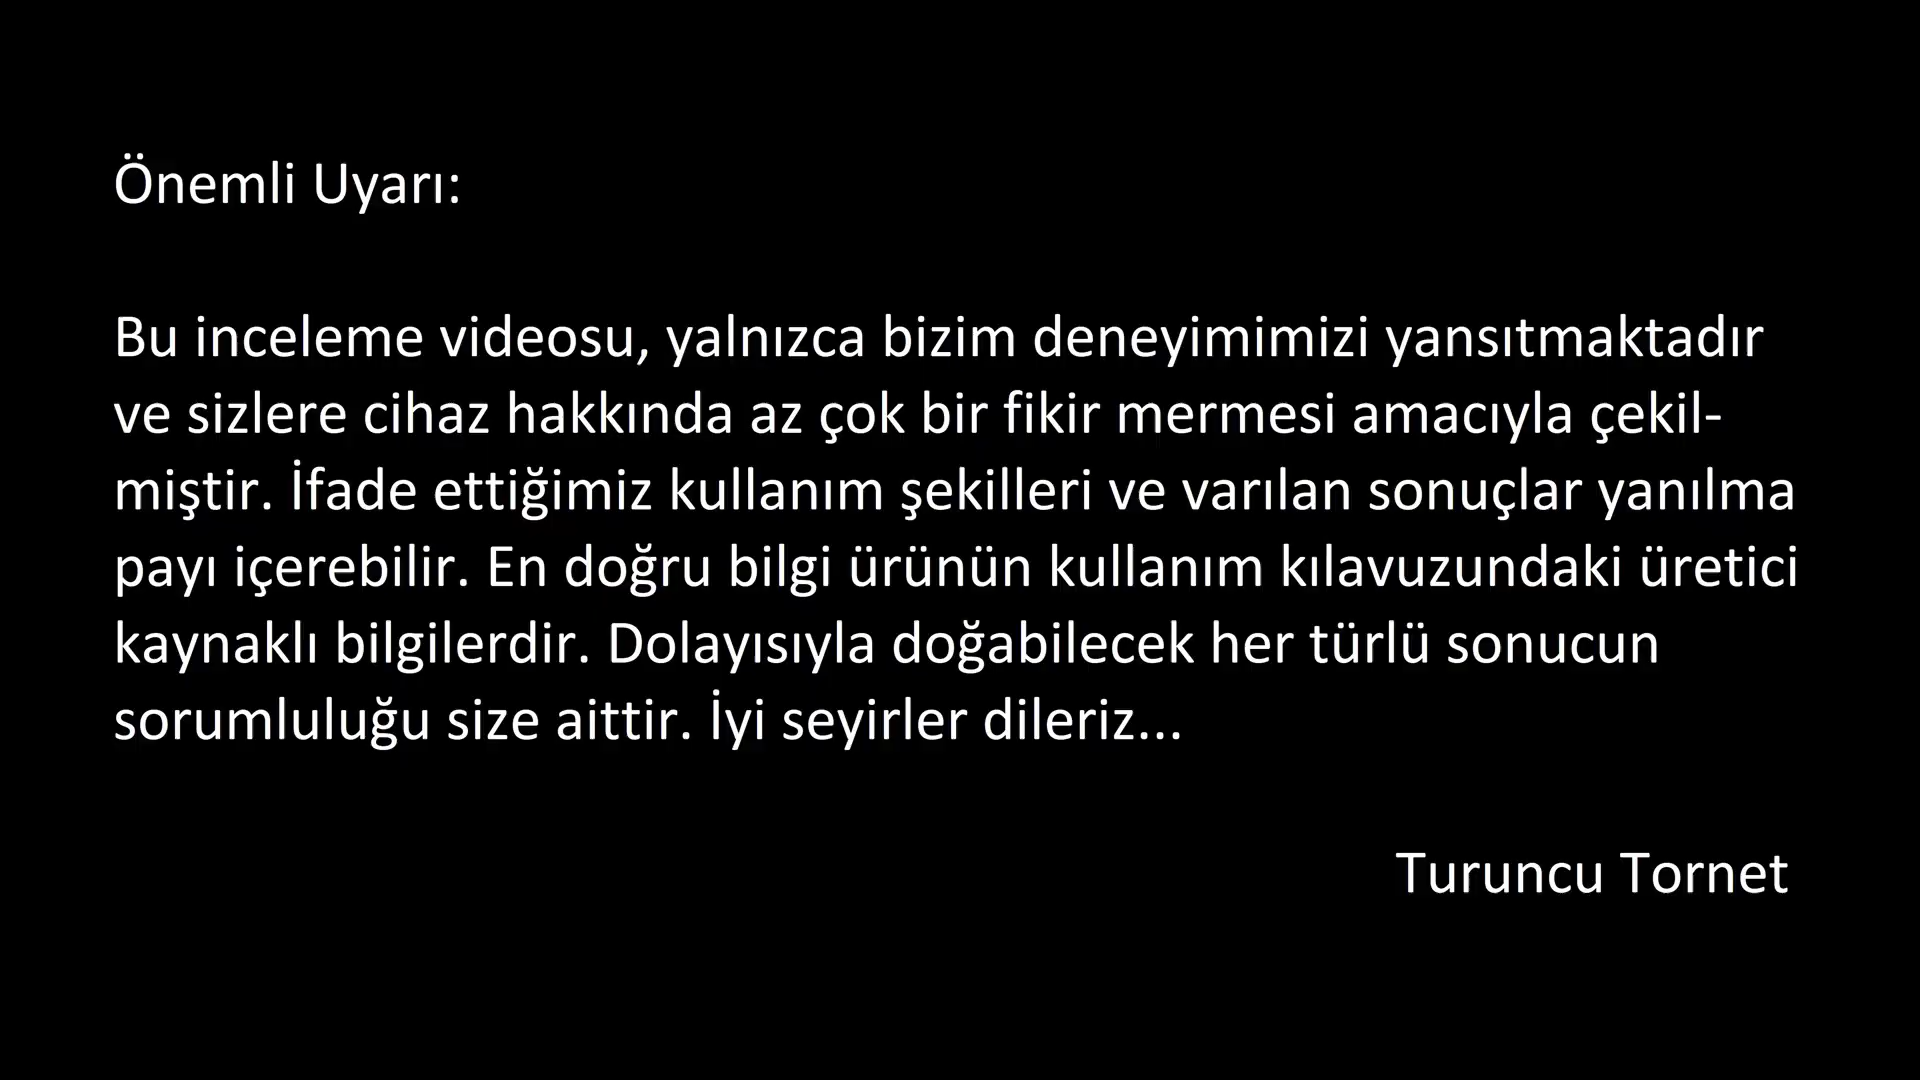 Önemli Uyarı:
Bu inceleme videosu, yalnızca bizim deneyimimizi yansıtmaktadır
ve sizlere cihaz hakkında az çok bir fikir mermesi amacıyla çekil-
miştir. İfade ettiğimiz kullanım şekilleri ve varılan sonuçlar yanılma
payı içerebilir. En doğru bilgi ürünün kullanım kılavuzundaki üretici
kaynaklı bilgilerdir. Dolayısıyla doğabilecek her türlü sonucun
sorumluluğu size aittir. İyi seyirler dileriz...
Turuncu Tornet